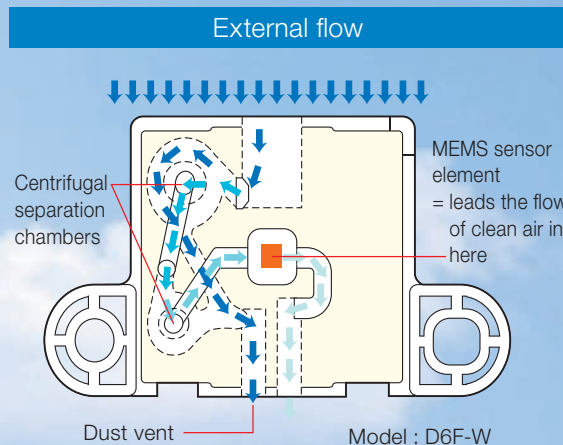 External flow
Centrifugal
separation
chambers
MEMS sensor
element
= leads the flow
of clean air in
here
Dust vent
Model : D6F-W